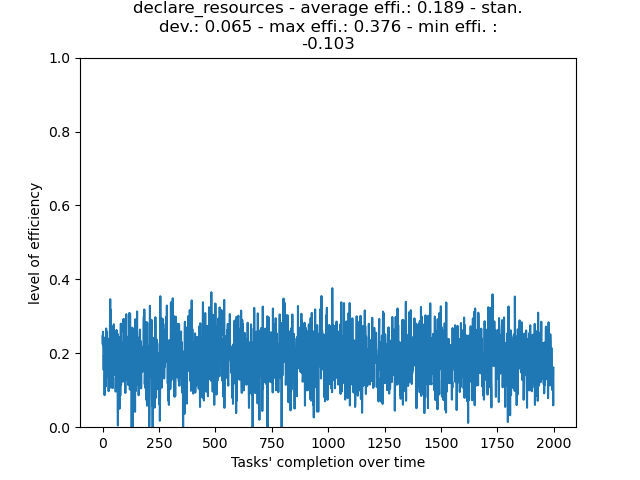 declare_resources - average effi.: 0.189 - stan.
dev.: 0.065 - max effi.: 0.376 - min effi. :
-0.103
1.0
0.8
0.6
0.4
0.2
0.0
level of efficiency
0 250 500 750 1000 1250 1500 1750 2000
Tasks' completion over time